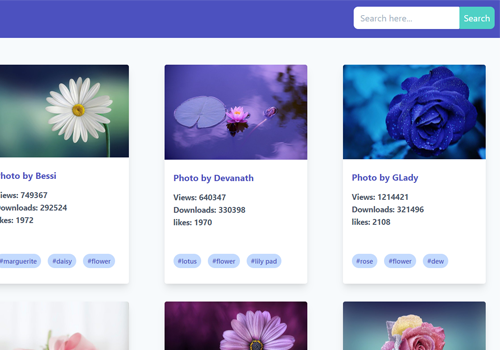 Search here...
Search
hoto by Bessi
iews: 749367
ownloads: 292524
kes: 1972
#marguerite
#daisy
#flower
Photo by Devanath
Views: 640347
Downloads: 330398
likes: 1970
#lotus
#flower
#lily pad
Photo by GLady
Views: 1214421
Downloads: 321496
likes: 2108
#rose
#flower
#dew